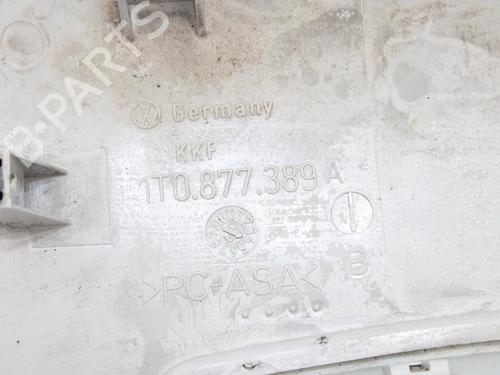 B-PARTS
Germany
KKF
1T0.877.389 A
B
>PC-ASA<